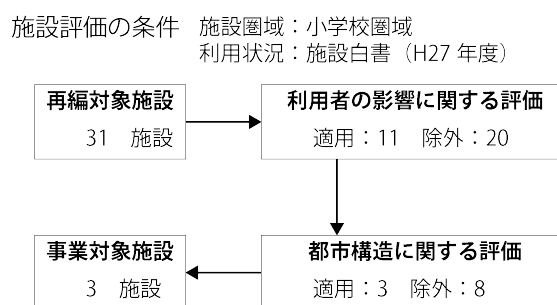 施設評価の条件 施設圏域：小学校圏域
利用状況：施設白書（H27 年度）
再編対象施設
31 施設
利用者の影響に関する評価
適用：11 除外：20
都市構造に関する評価
適用：3 除外：8
事業対象施設
3 施設